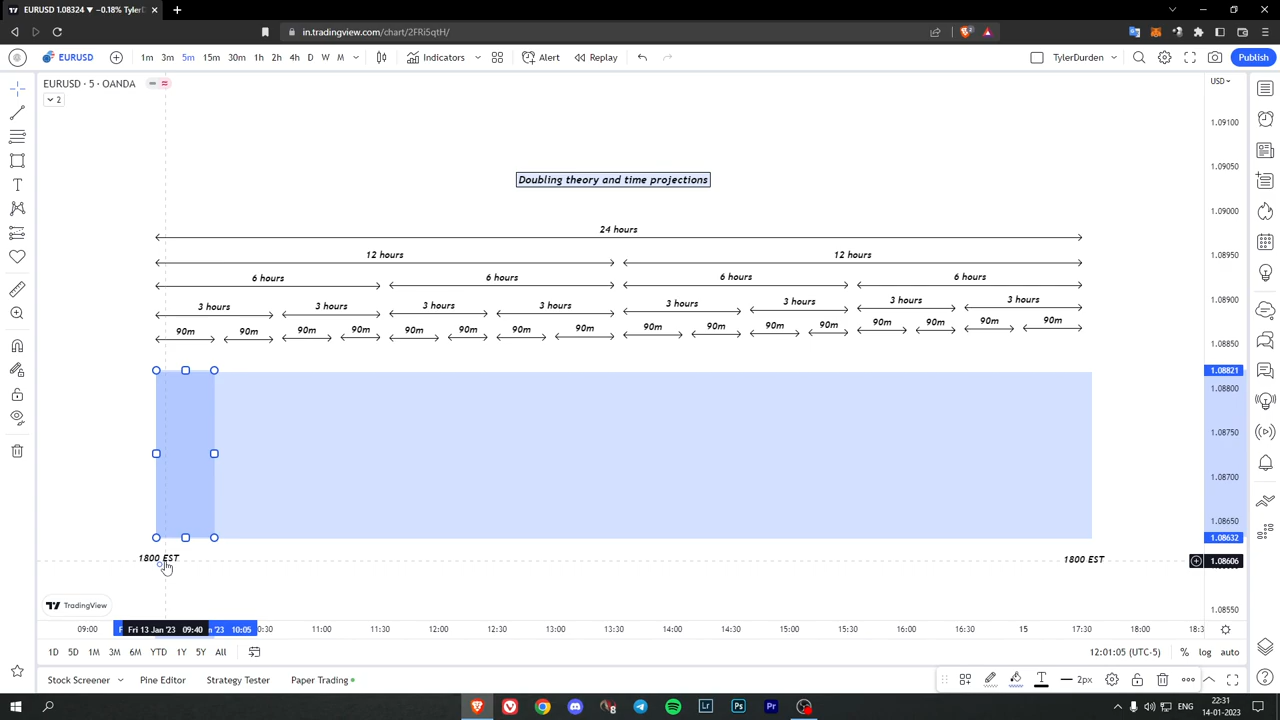 EURUSD 1.08324 ▼ −0.18% TylerD
in.tradingview.com/chart/2FRi5qtH/
EURUSD 1m 3m 5m 15m 30m 1h 2h 4h D W M Indicators Alert Replay TylerDurden Publish
EURUSD · 5 · OANDA
USD
2
1.09100
Doubling theory and time projections
1.09050
1.09000
24 hours
12 hours 12 hours
1.08950
6 hours 6 hours 6 hours 6 hours
3 hours 3 hours 3 hours 3 hours 3 hours 3 hours 3 hours 3 hours
1.08900
90m 90m 90m 90m 90m 90m 90m 90m 90m 90m 90m 90m 90m 90m 90m 90m
1.08850
1.08821
1.08800
1.08750
1.08700
1.08650
1.08632
1800 EST 1800 EST
1.08606
TradingView
1.08550
09:00 Fri 13 Jan '23 09:40 '23 10:05 0:30 11:00 11:30 12:00 12:30 13:00 13:30 14:00 14:30 15:00 15:30 16:00 16:30 15 17:30 18:00 18:3
1D 5D 1M 3M 6M YTD 1Y 5Y All 12:01:05 (UTC-5) % log auto
Stock Screener Pine Editor Strategy Tester Paper Trading 2px
ENG 22:31
14-01-2023